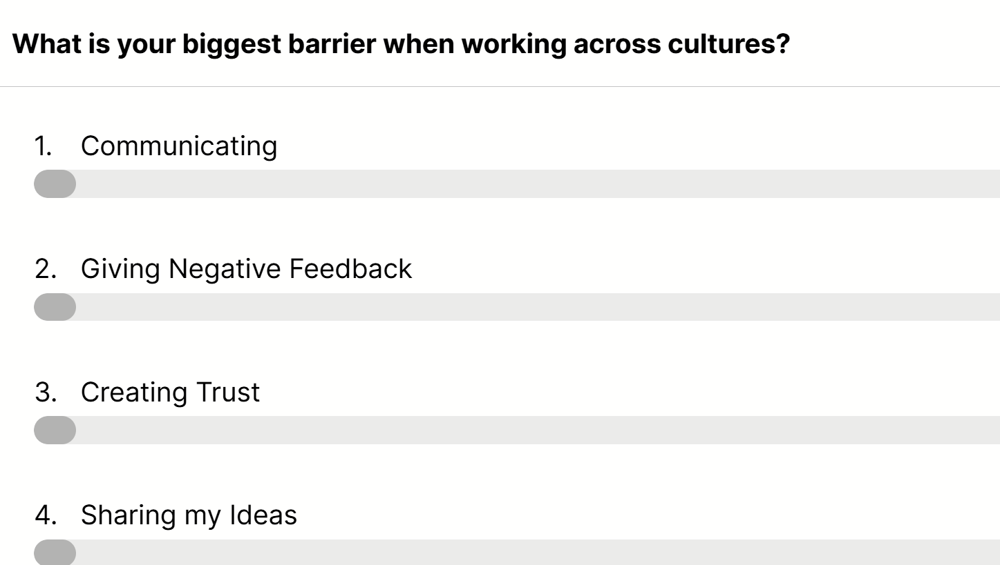 What is your biggest barrier when working across cultures?
1. Communicating
2. Giving Negative Feedback
3. Creating Trust
4. Sharing my Ideas